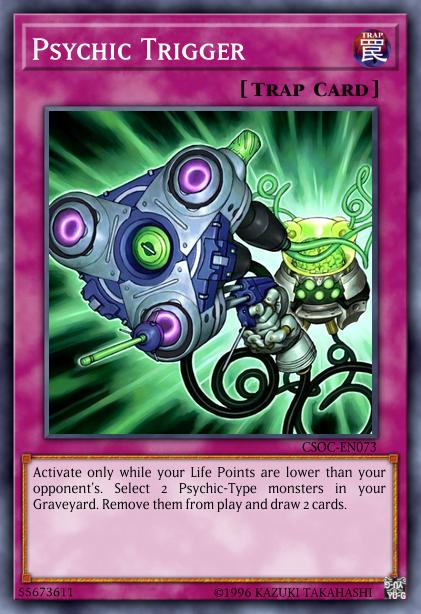 Psychic Trigger
TRAP
罠
[Trap Card]
CSOC-EN073
Activate only while your Life Points are lower than your
opponent's. Select 2 Psychic-Type monsters in your
Graveyard. Remove them from play and draw 2 cards.
55673611
©1996 KAZUKI TAKAHASHI